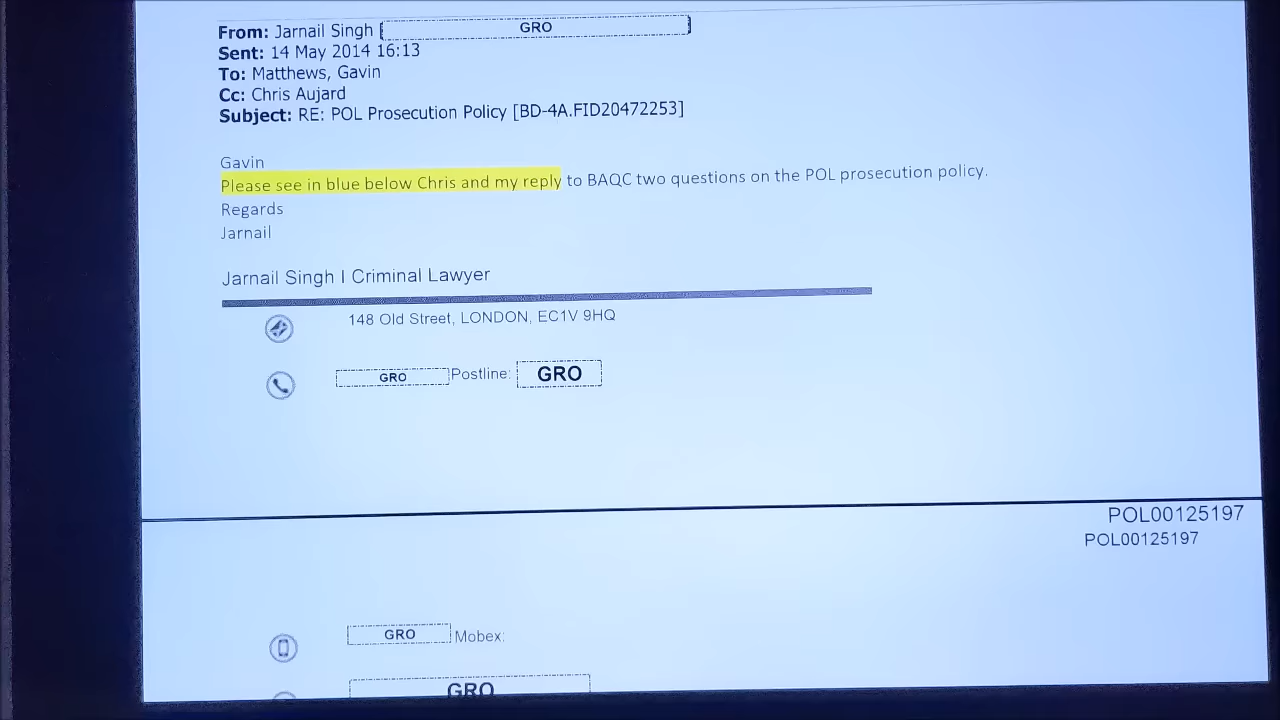 From: Jarnail Singh GRO
Sent: 14 May 2014 16:13
To: Matthews, Gavin
Cc: Chris Aujard
Subject: RE: POL Prosecution Policy [BD-4A.FID20472253]
Gavin
Please see in blue below Chris and my reply to BAQC two questions on the POL prosecution policy.
Regards
Jarnail
Jarnail Singh I Criminal Lawyer
148 Old Street, LONDON, EC1V 9HQ
GRO Postline: GRO
POL00125197
POL00125197
GRO Mobex:
GRO